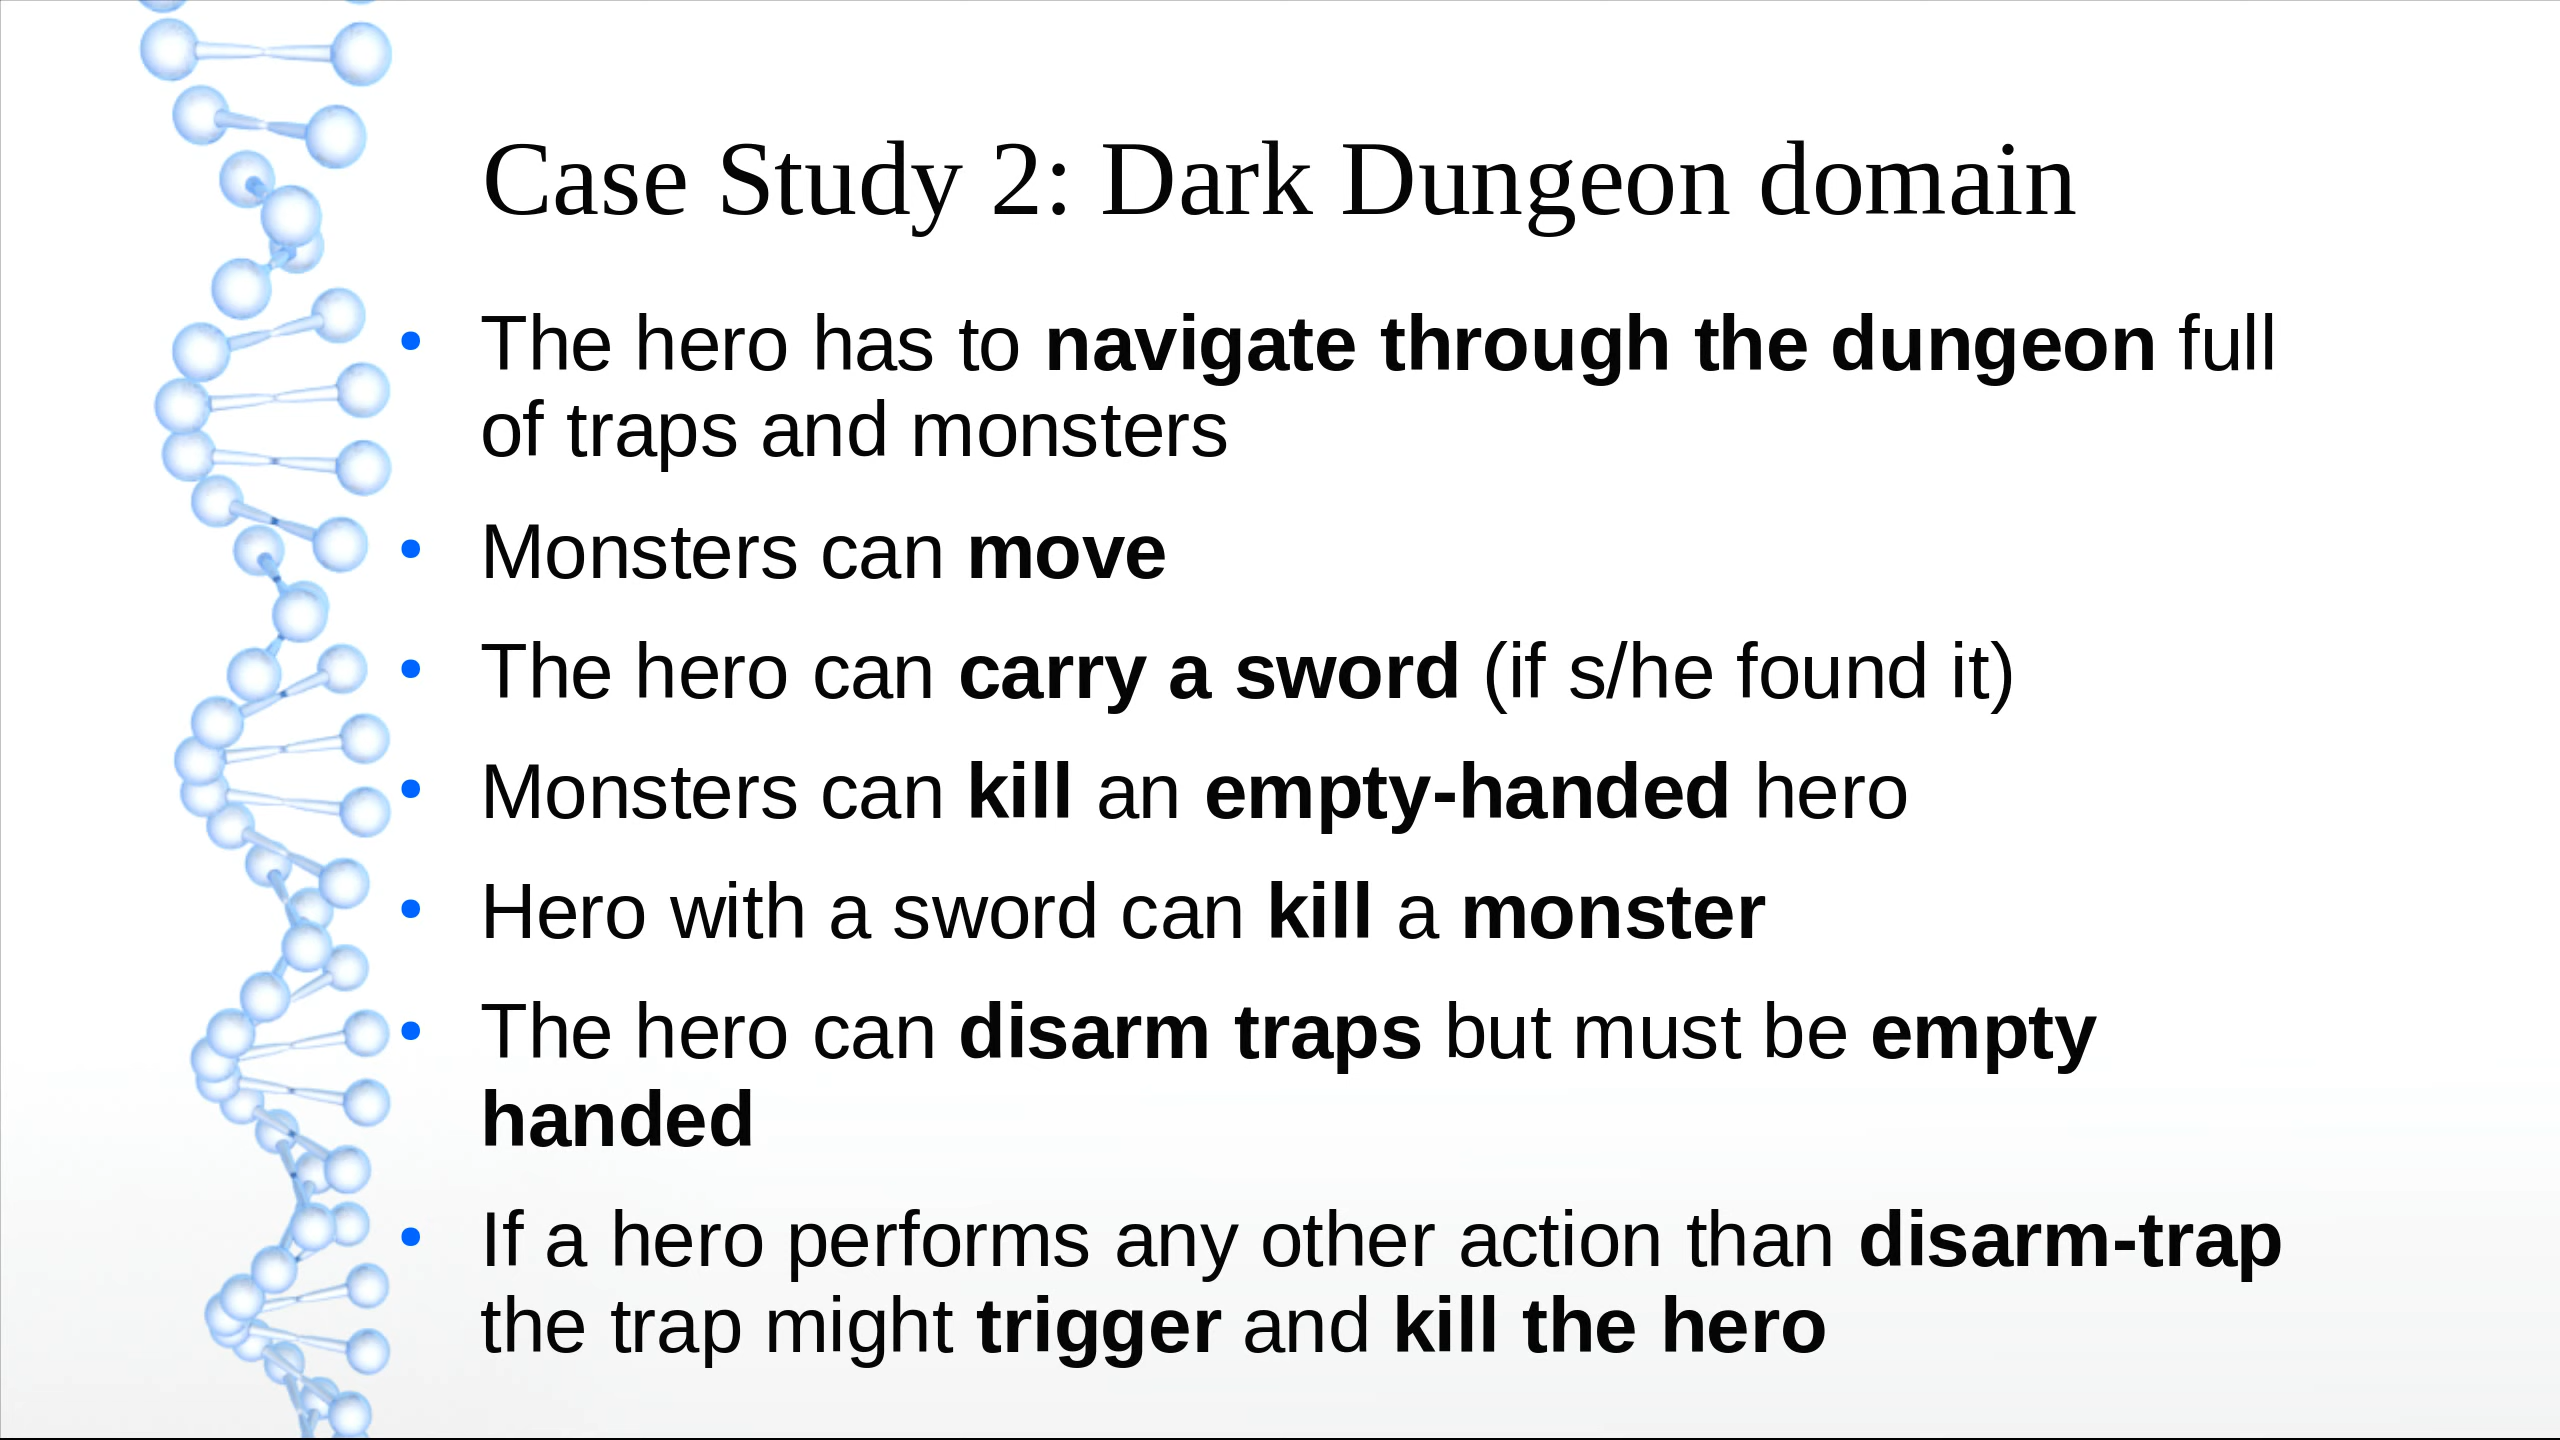 Case Study 2: Dark Dungeon domain
• The hero has to navigate through the dungeon full
of traps and monsters
• Monsters can move
• The hero can carry a sword (if s/he found it)
• Monsters can kill an empty-handed hero
• Hero with a sword can kill a monster
• The hero can disarm traps but must be empty
handed
• If a hero performs any other action than disarm-trap
the trap might trigger and kill the hero